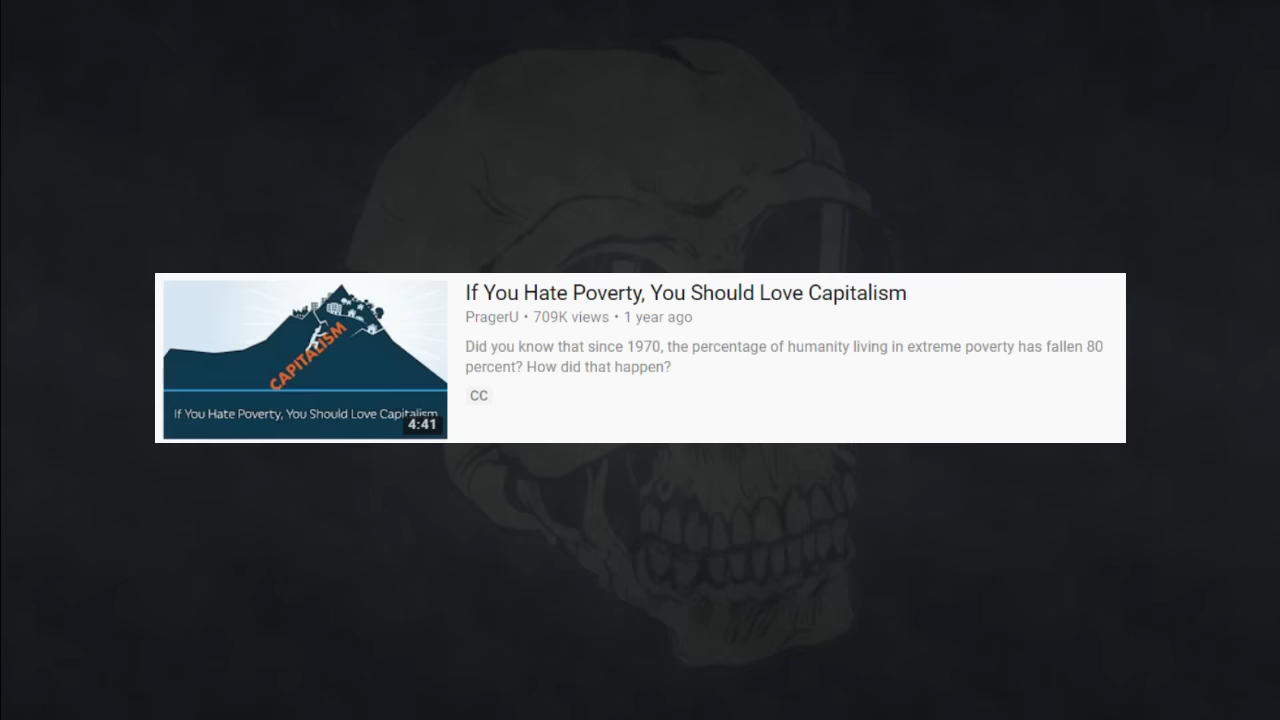 CAPITALISM
If You Hate Poverty, You Should Love Capitalism
4:41
If You Hate Poverty, You Should Love Capitalism
PragerU • 709K views • 1 year ago
Did you know that since 1970, the percentage of humanity living in extreme poverty has fallen 80
percent? How did that happen?
CC